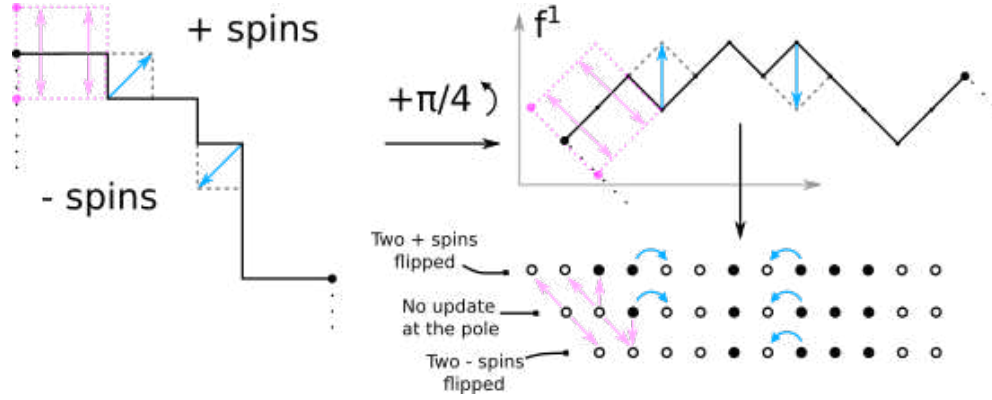 + spins
- spins
+π/4
f¹
Two + spins
flipped
No update
at the pole
Two - spins
flipped